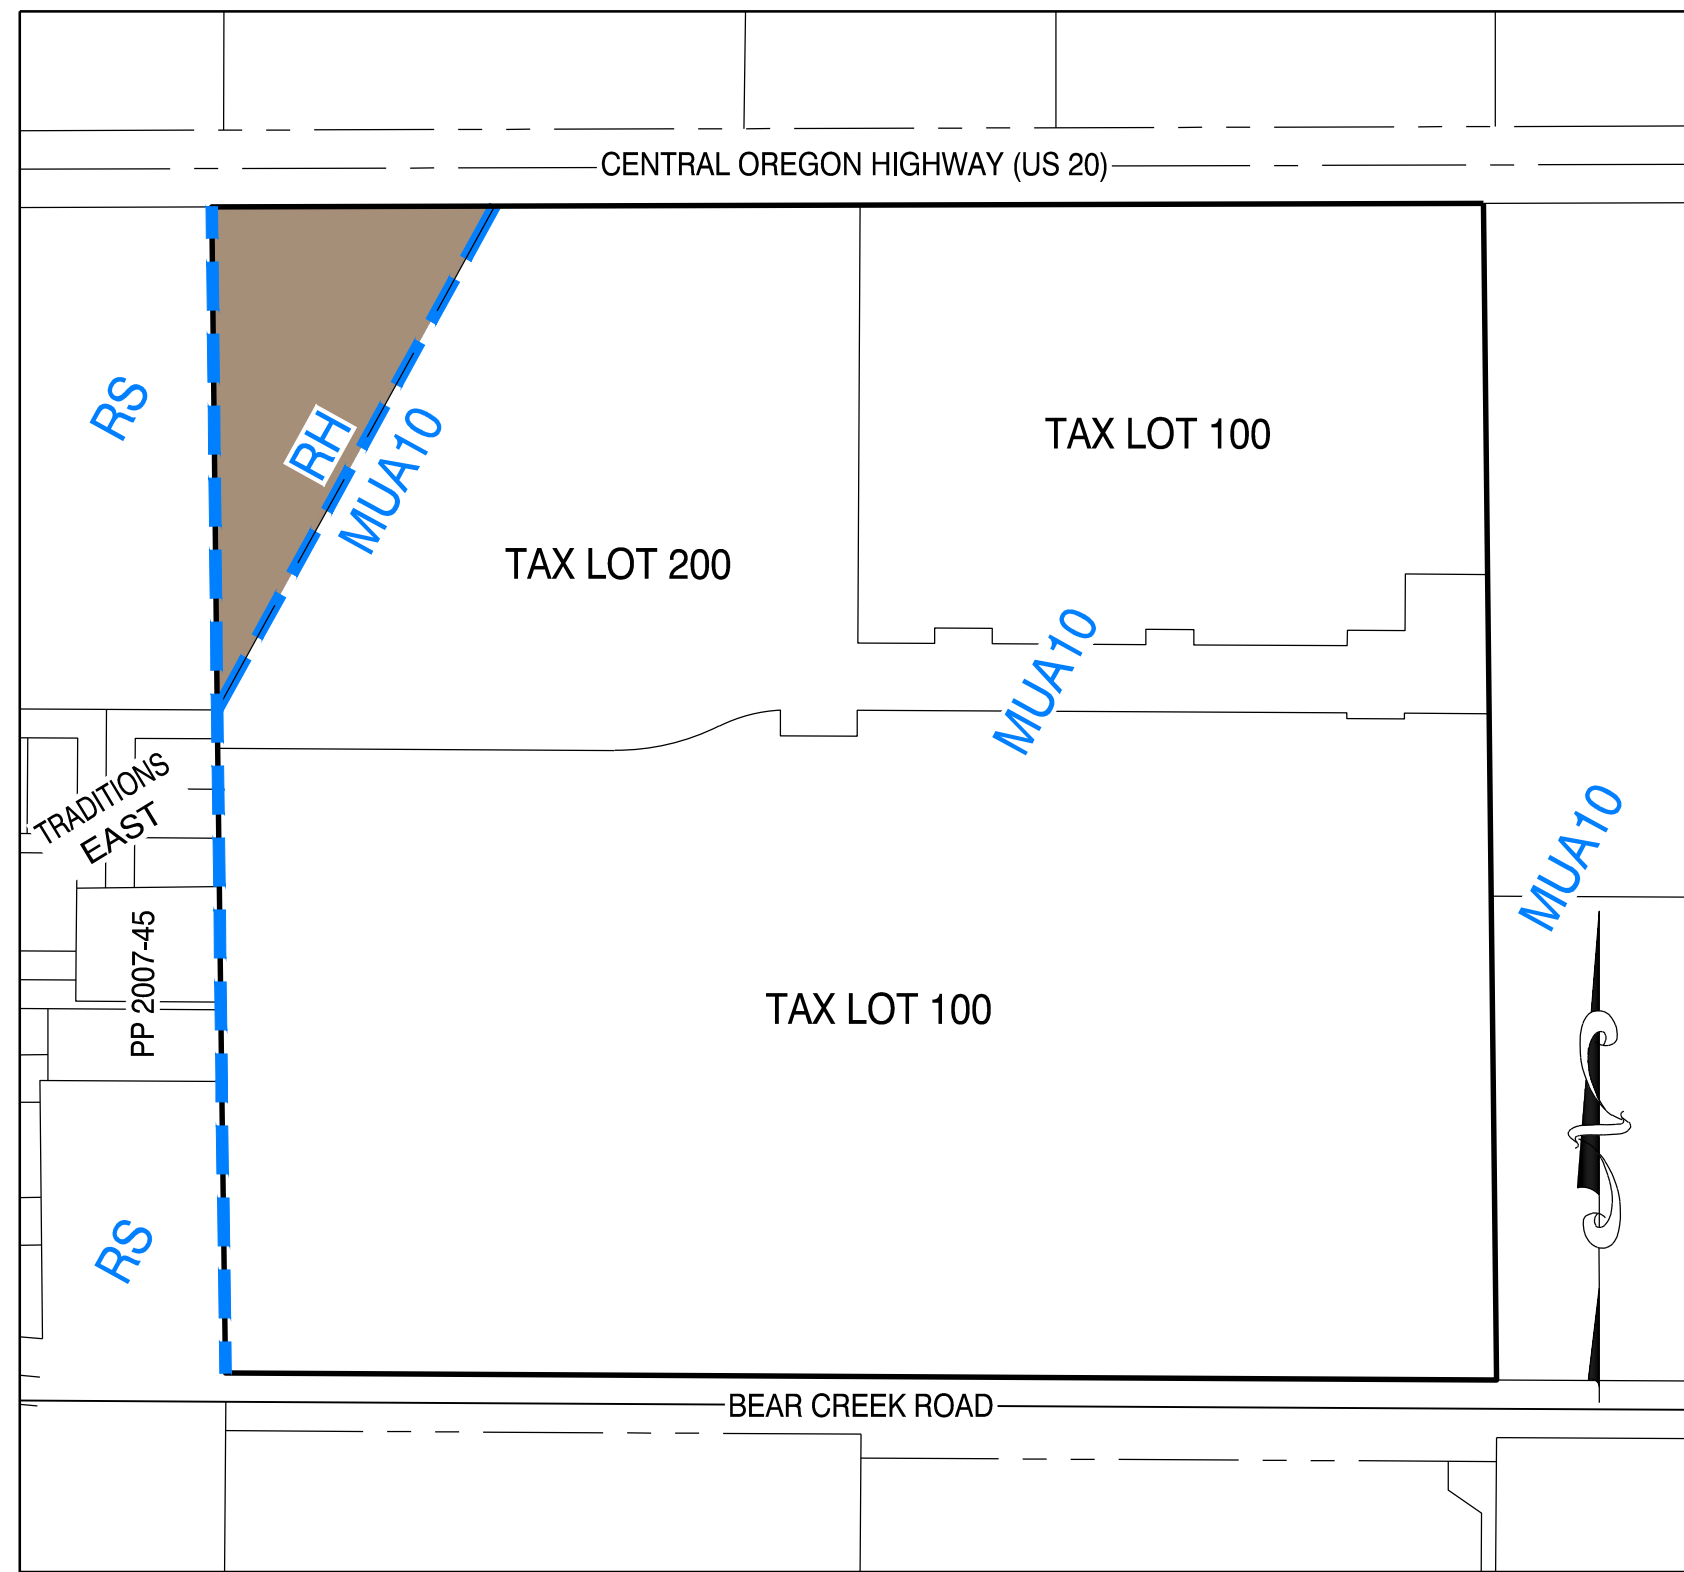 CENTRAL OREGON HIGHWAY (US 20)
RS
RH
MUA10
TAX LOT 100
TAX LOT 200
MUA10
TRADITIONS
EAST
MUA10
PP 2007-45
TAX LOT 100
RS
BEAR CREEK ROAD